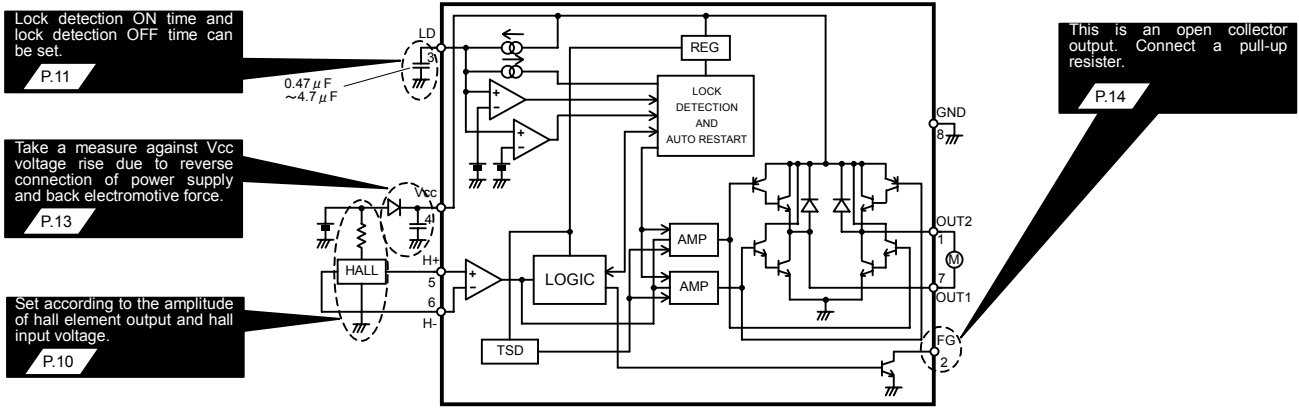 Lock detection ON time and
lock detection OFF time can
be set.
P.11
Take a measure against Vcc
voltage rise due to reverse
connection of power supply
and back electromotive force.
P.13
Set according to the amplitude
of hall element output and hall
input voltage.
P.10
LD
3
0.47μF
~4.7μF
Vcc
4
HALL
H+
5
6
H-
+
−
+
−
+
−
REG
LOCK
DETECTION
AND
AUTO RESTART
LOGIC
TSD
AMP
AMP
GND
8
OUT2
1
M
7
OUT1
FG
2
This is an open collector
output. Connect a pull-up
resister.
P.14